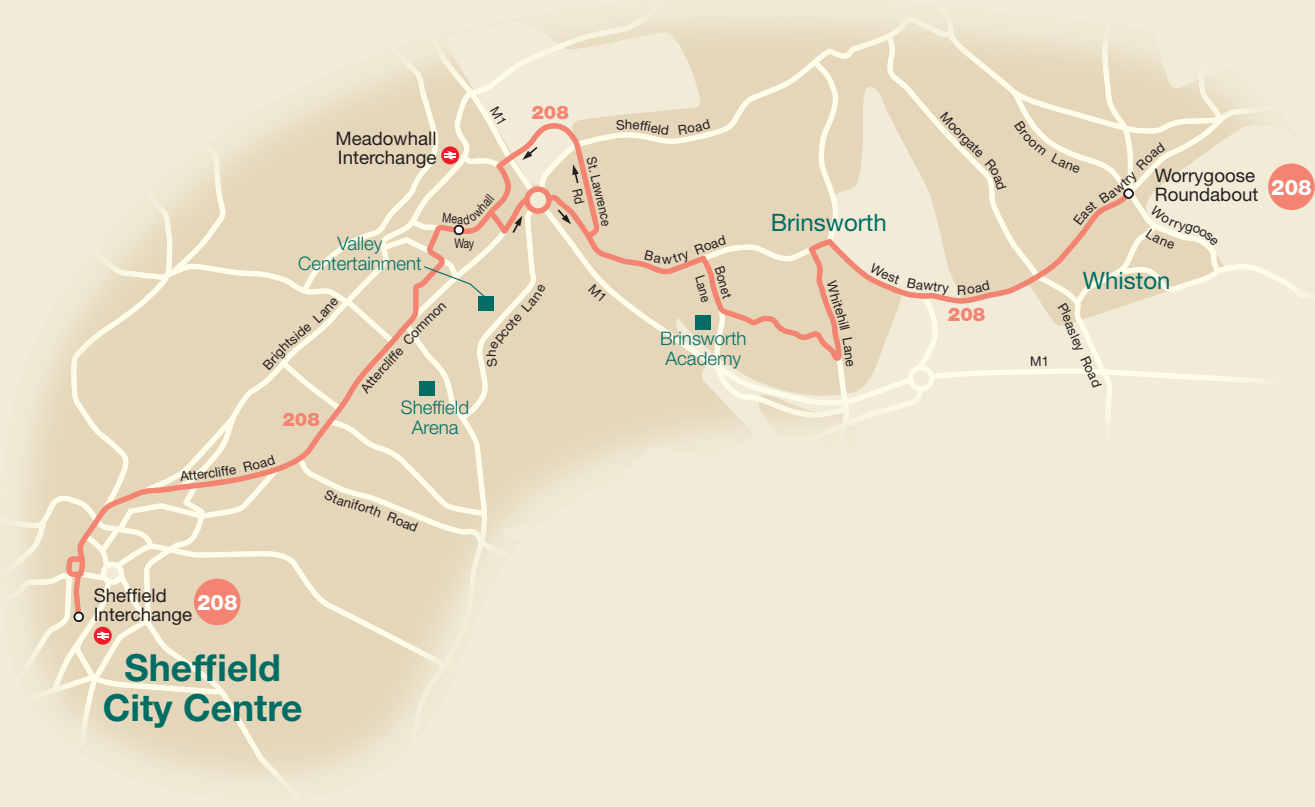 M1
208
Sheffield Road
Meadowhall
Interchange
St. Lawrence
Rd
Moorgate Road
Broom Lane
East Bawtry Road
Worrygoose
Roundabout
208
Worrygoose
Lane
Meadowhall
Way
Valley
Centertainment
Bawtry Road
Brinsworth
West Bawtry Road
208
Whiston
Bonet
Lane
Whitehill Lane
M1
Brightside Lane
Attercliffe Common
Shepcote Lane
Brinsworth
Academy
Pleasley Road
M1
Sheffield
Arena
208
Attercliffe Road
Staniforth Road
Sheffield
Interchange
208
Sheffield
City Centre